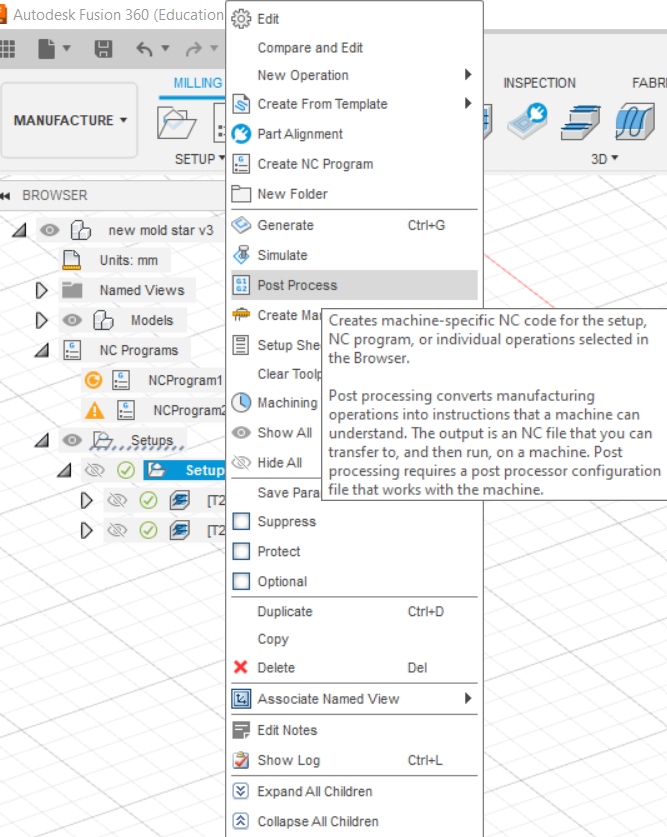 Autodesk Fusion 360 (Education
MANUFACTURE
MILLING
SETUP
INSPECTION
FABRI
3D
BROWSER
new mold star v3
Units: mm
Named Views
Models
NC Programs
NCProgram1
NCProgram2
Setups
Setup
[T2
[T2
Edit
Compare and Edit
New Operation
Create From Template
Part Alignment
Create NC Program
New Folder
Generate Ctrl+G
Simulate
G1
G2
Post Process
Create Ma
Setup She
Clear Toolp
Machining
Show All
Hide All
Save Para
Suppress
Protect
Optional
Duplicate Ctrl+D
Copy
Delete Del
Associate Named View
Edit Notes
Show Log Ctrl+L
Expand All Children
Collapse All Children
Creates machine-specific NC code for the setup,
NC program, or individual operations selected in
the Browser.
Post processing converts manufacturing
operations into instructions that a machine can
understand. The output is an NC file that you can
transfer to, and then run, on a machine. Post
processing requires a post processor configuration
file that works with the machine.